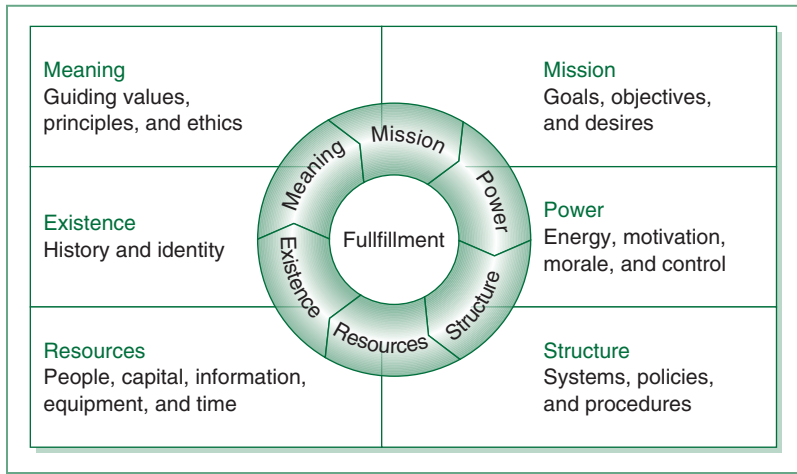 Meaning
Guiding values,
principles, and ethics
Mission
Goals, objectives,
and desires
Existence
History and identity
Power
Energy, motivation,
morale, and control
Resources
People, capital, information,
equipment, and time
Structure
Systems, policies,
and procedures
Mission
Power
Structure
Resources
Existence
Meaning
Fullfillment